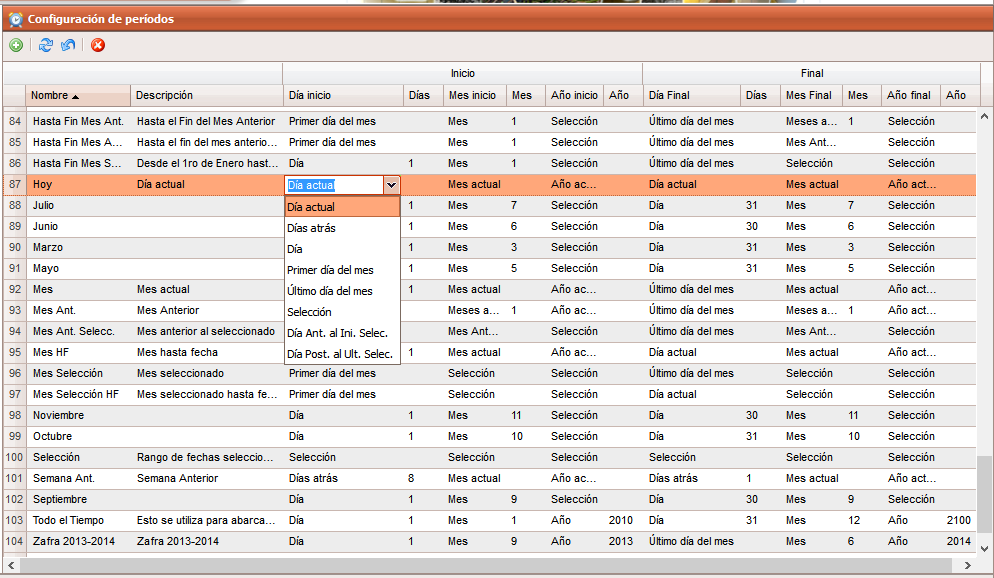 Configuración de períodos
Inicio Final
Nombre Descripción Día inicio Días Mes inicio Mes Año inicio Año Día Final Días Mes Final Mes Año final Año
84 Hasta Fin Mes Ant. Hasta el Fin del Mes Anterior Primer día del mes Mes 1 Selección Último día del mes Meses a... 1 Selección
85 Hasta Fin Mes A... Hasta el fin del mes anterio... Primer día del mes Mes 1 Selección Último día del mes Mes Ant... Selección
86 Hasta Fin Mes S... Desde el 1ro de Enero hast... Día 1 Mes 1 Selección Último día del mes Selección Selección
87 Hoy Día actual Día actual Mes actual Año ac... Día actual Mes actual Año act...
88 Julio Día actual 1 Mes 7 Selección Día 31 Mes 7 Selección
89 Junio Días atrás 1 Mes 6 Selección Día 30 Mes 6 Selección
90 Marzo Día 1 Mes 3 Selección Día 31 Mes 3 Selección
91 Mayo Primer día del mes 1 Mes 5 Selección Día 31 Mes 5 Selección
92 Mes Mes actual Último día del mes 1 Mes actual Año ac... Último día del mes Mes actual Año act...
93 Mes Ant. Mes Anterior Selección Meses a... 1 Año ac... Último día del mes Meses a... 1 Año act...
94 Mes Ant. Selecc. Mes anterior al seleccionado Día Ant. al Ini. Selec. Mes Ant... Año ac... Último día del mes Mes Ant... Año act...
95 Mes HF Mes hasta fecha Día Post. al Ult. Selec. 1 Mes actual Año ac... Día actual Mes actual Año act...
96 Mes Selección Mes seleccionado Primer día del mes Selección Selección Último día del mes Selección Selección
97 Mes Selección HF Mes seleccionado hasta fe... Primer día del mes Selección Selección Día actual Selección Selección
98 Noviembre Día 1 Mes 11 Selección Día 30 Mes 11 Selección
99 Octubre Día 1 Mes 10 Selección Día 31 Mes 10 Selección
100 Selección Rango de fechas seleccio... Selección Selección Selección Selección Selección Selección
101 Semana Ant. Semana Anterior Días atrás 8 Mes actual Año ac... Días atrás 1 Mes actual Año act...
102 Septiembre Día 1 Mes 9 Selección Día 30 Mes 9 Selección
103 Todo el Tiempo Esto se utiliza para abarca... Día 1 Mes 1 Año 2010 Día 31 Mes 12 Año 2100
104 Zafra 2013-2014 Zafra 2013-2014 Día 1 Mes 9 Año 2013 Último día del mes Mes 6 Año 2014